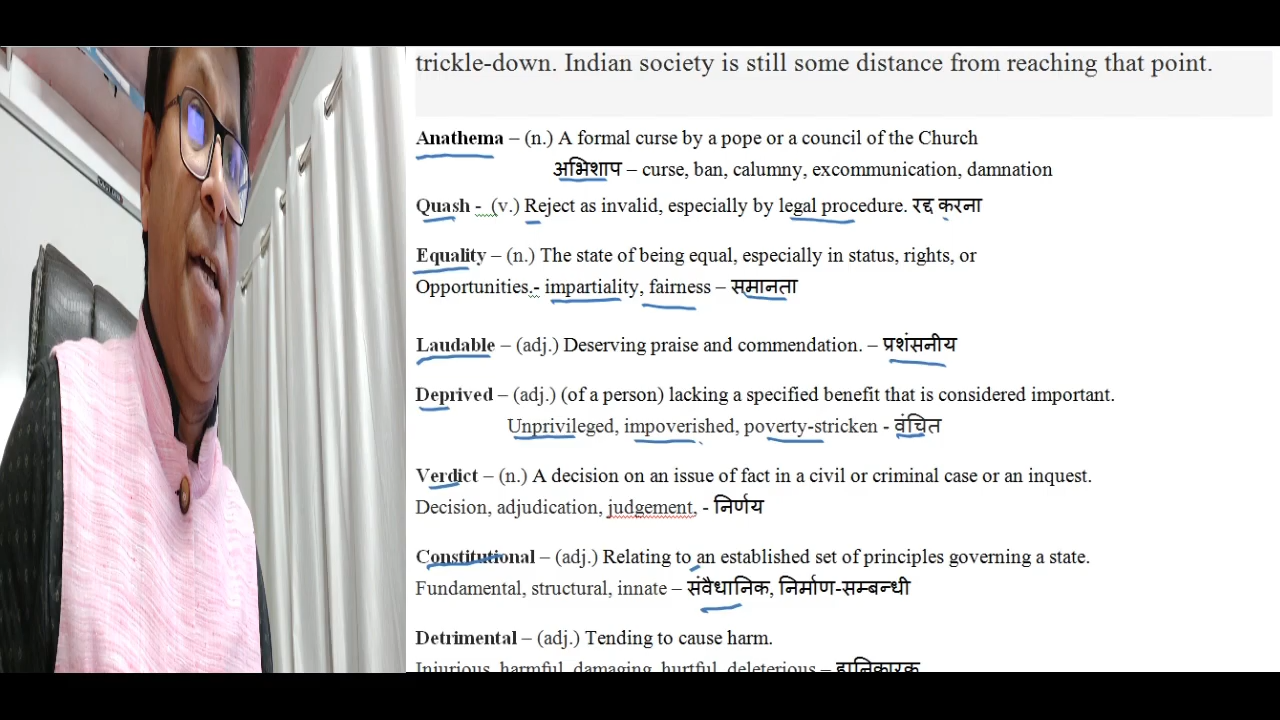 trickle-down. Indian society is still some distance from reaching that point.
Anathema – (n.) A formal curse by a pope or a council of the Church
अभिशाप – curse, ban, calumny, excommunication, damnation
Quash - (v.) Reject as invalid, especially by legal procedure. रद्द करना
Equality – (n.) The state of being equal, especially in status, rights, or
Opportunities.- impartiality, fairness – समानता
Laudable – (adj.) Deserving praise and commendation. – प्रशंसनीय
Deprived – (adj.) (of a person) lacking a specified benefit that is considered important.
Unprivileged, impoverished, poverty-stricken - वंचित
Verdict – (n.) A decision on an issue of fact in a civil or criminal case or an inquest.
Decision, adjudication, judgement, - निर्णय
Constitutional – (adj.) Relating to an established set of principles governing a state.
Fundamental, structural, innate – संवैधानिक, निर्माण-सम्बन्धी
Detrimental – (adj.) Tending to cause harm.
Injurious, harmful, damaging, hurtful, deleterious – हानिकारक